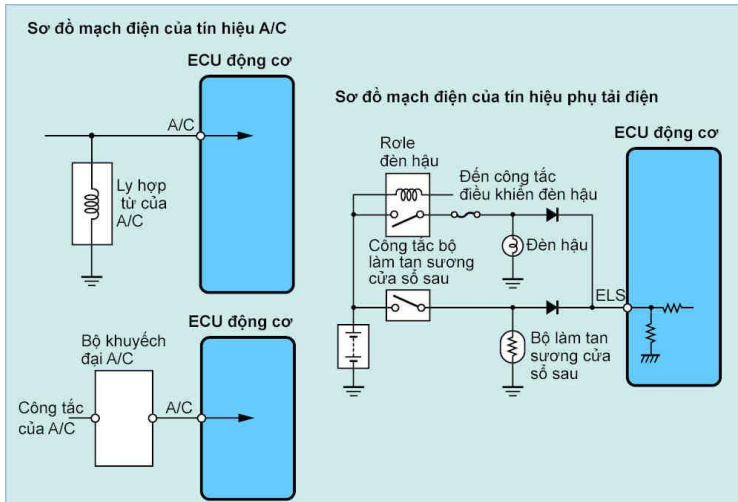 Sơ đồ mạch điện của tín hiệu A/C
ECU động cơ
A/C
Ly hợp
từ của
A/C
ECU động cơ
Bộ khuyếch
đại A/C
Công tắc
của A/C
A/C
Sơ đồ mạch điện của tín hiệu phụ tải điện
ECU động cơ
Rơle
đèn hậu
Đến công tắc
điều khiển đèn hậu
Công tắc bộ
làm tan sương
cửa sổ sau
Đèn hậu
ELS
Bộ làm tan
sương cửa
sổ sau